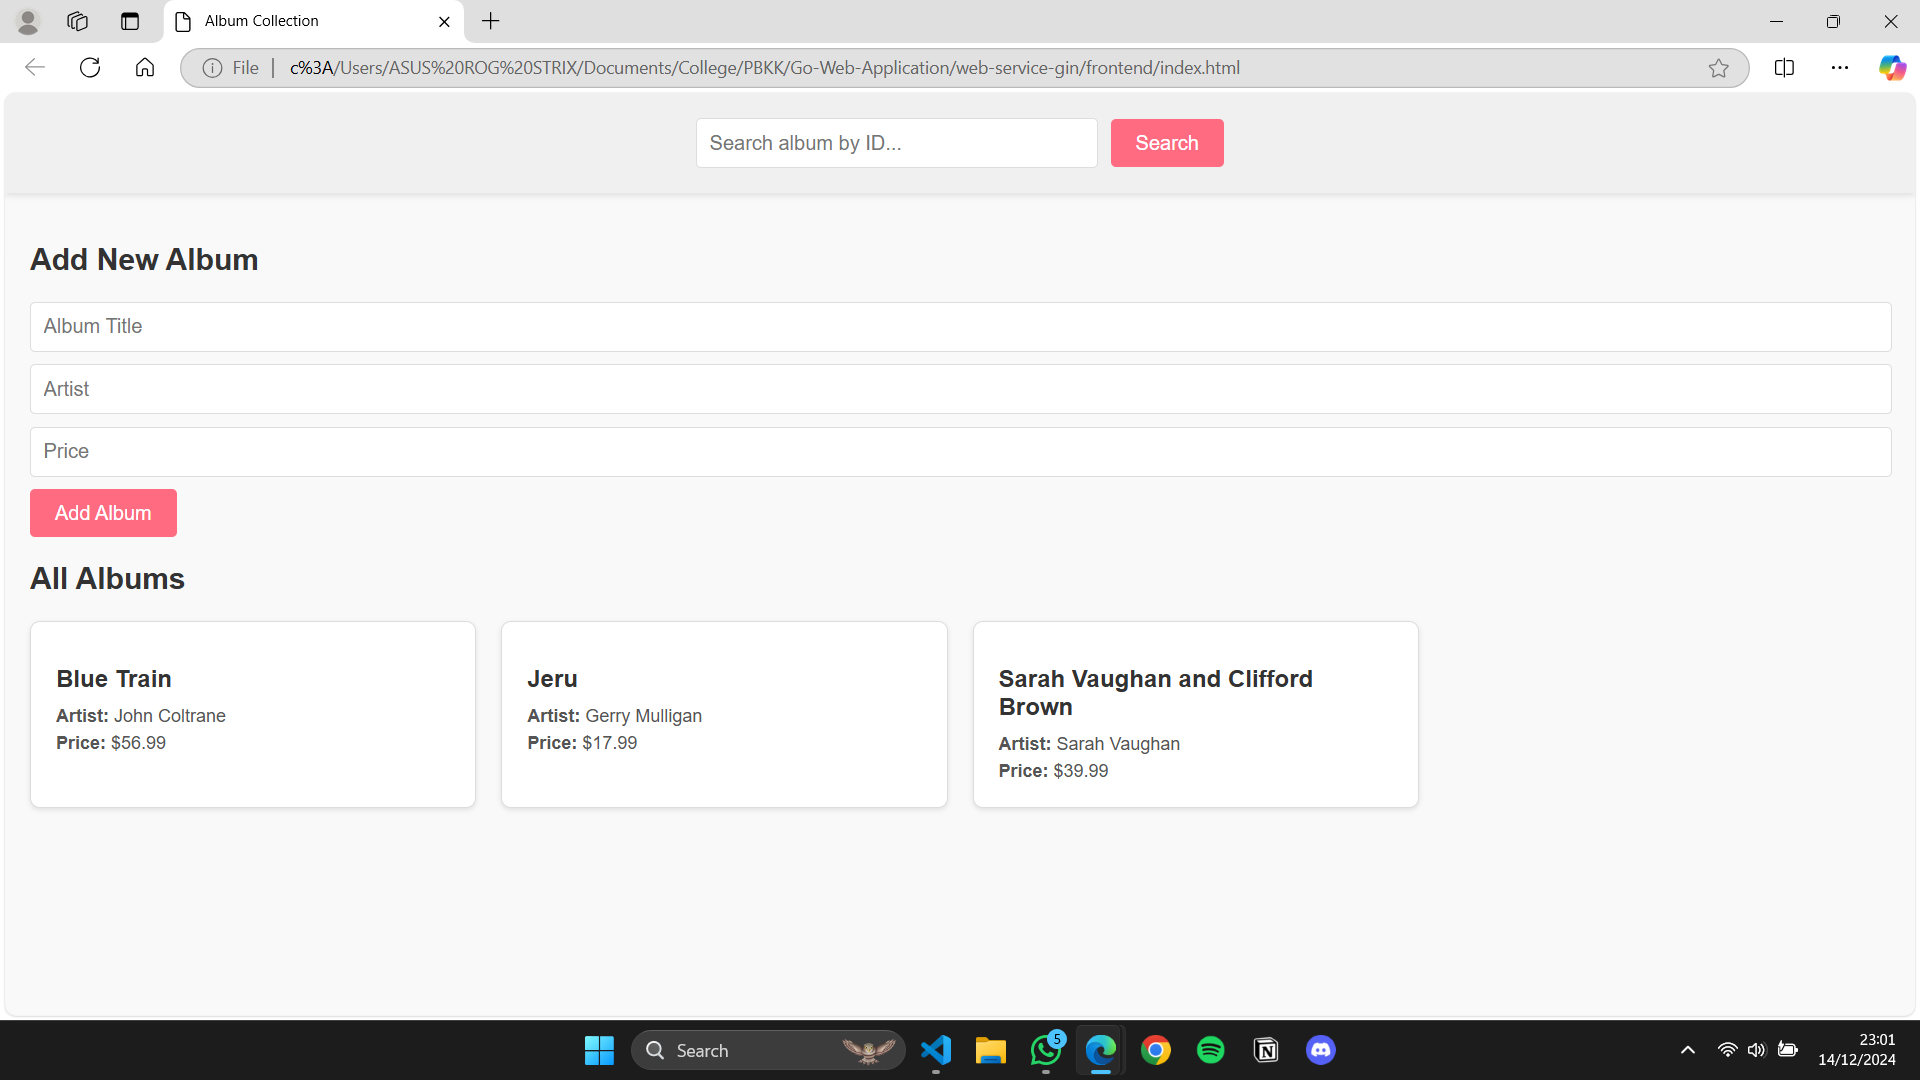 Album Collection
File
c%3A/Users/ASUS%20ROG%20STRIX/Documents/College/PBKK/Go-Web-Application/web-service-gin/frontend/index.html
Search album by ID...
Search
Add New Album
Album Title
Artist
Price
Add Album
All Albums
Blue Train
Artist: John Coltrane
Price: $56.99
Jeru
Artist: Gerry Mulligan
Price: $17.99
Sarah Vaughan and Clifford
Brown
Artist: Sarah Vaughan
Price: $39.99
Search
5
N
23:01
14/12/2024